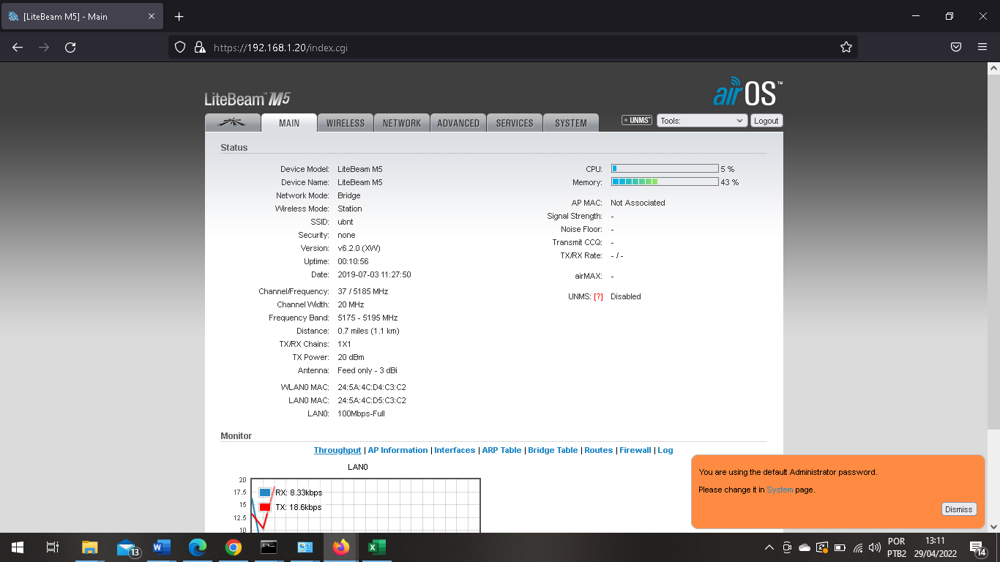 [LiteBeam M5] - Main
https://192.168.1.20/index.cgi
LiteBeam™ M5
airOS™
MAIN WIRELESS NETWORK ADVANCED SERVICES SYSTEM UNMS™ Tools: Logout
Status
Device Model: LiteBeam M5
Device Name: LiteBeam M5
Network Mode: Bridge
Wireless Mode: Station
SSID: ubnt
Security: none
Version: v6.2.0 (XW)
Uptime: 00:10:56
Date: 2019-07-03 11:27:50
Channel/Frequency: 37 / 5185 MHz
Channel Width: 20 MHz
Frequency Band: 5175 - 5195 MHz
Distance: 0.7 miles (1.1 km)
TX/RX Chains: 1X1
TX Power: 20 dBm
Antenna: Feed only - 3 dBi
WLAN0 MAC: 24:5A:4C:D4:C3:C2
LAN0 MAC: 24:5A:4C:D5:C3:C2
LAN0: 100Mbps-Full
CPU: 5 %
Memory: 43 %
AP MAC: Not Associated
Signal Strength: -
Noise Floor: -
Transmit CCQ: -
TX/RX Rate: - / -
airMAX: -
UNMS: [?] Disabled
Monitor
Throughput | AP Information | Interfaces | ARP Table | Bridge Table | Routes | Firewall | Log
LAN0
20
17.5
15
12.5
10
RX: 8.33kbps
TX: 18.6kbps
You are using the default Administrator password.
Please change it in System page.
Dismiss
13
POR
PTB2
13:11
29/04/2022
14